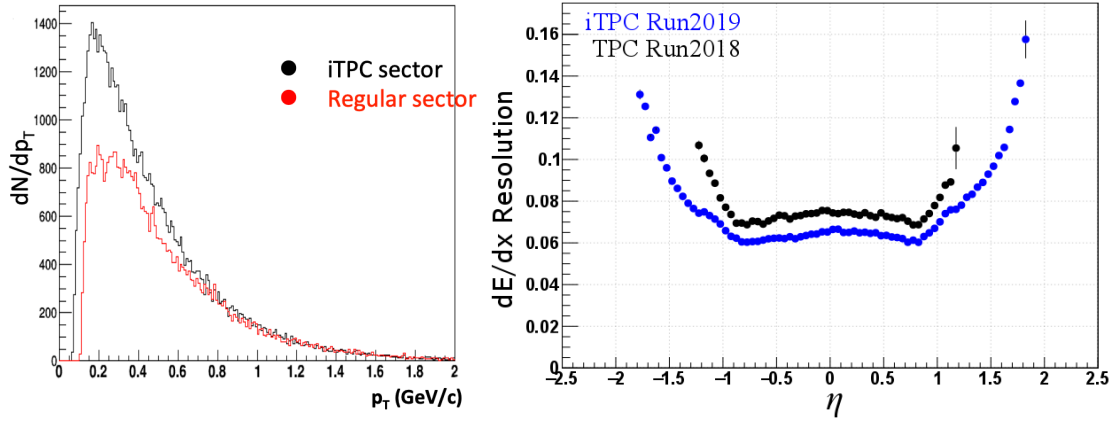 dN/dp_T
1400
1200
1000
800
600
400
200
0
iTPC sector
Regular sector
0 0.2 0.4 0.6 0.8 1 1.2 1.4 1.6 1.8 2
p_T (GeV/c)
dE/dx Resolution
iTPC Run2019
TPC Run2018
0.16
0.14
0.12
0.1
0.08
0.06
0.04
0.02
0
−2.5 −2 −1.5 −1 −0.5 0 0.5 1 1.5 2 2.5
η